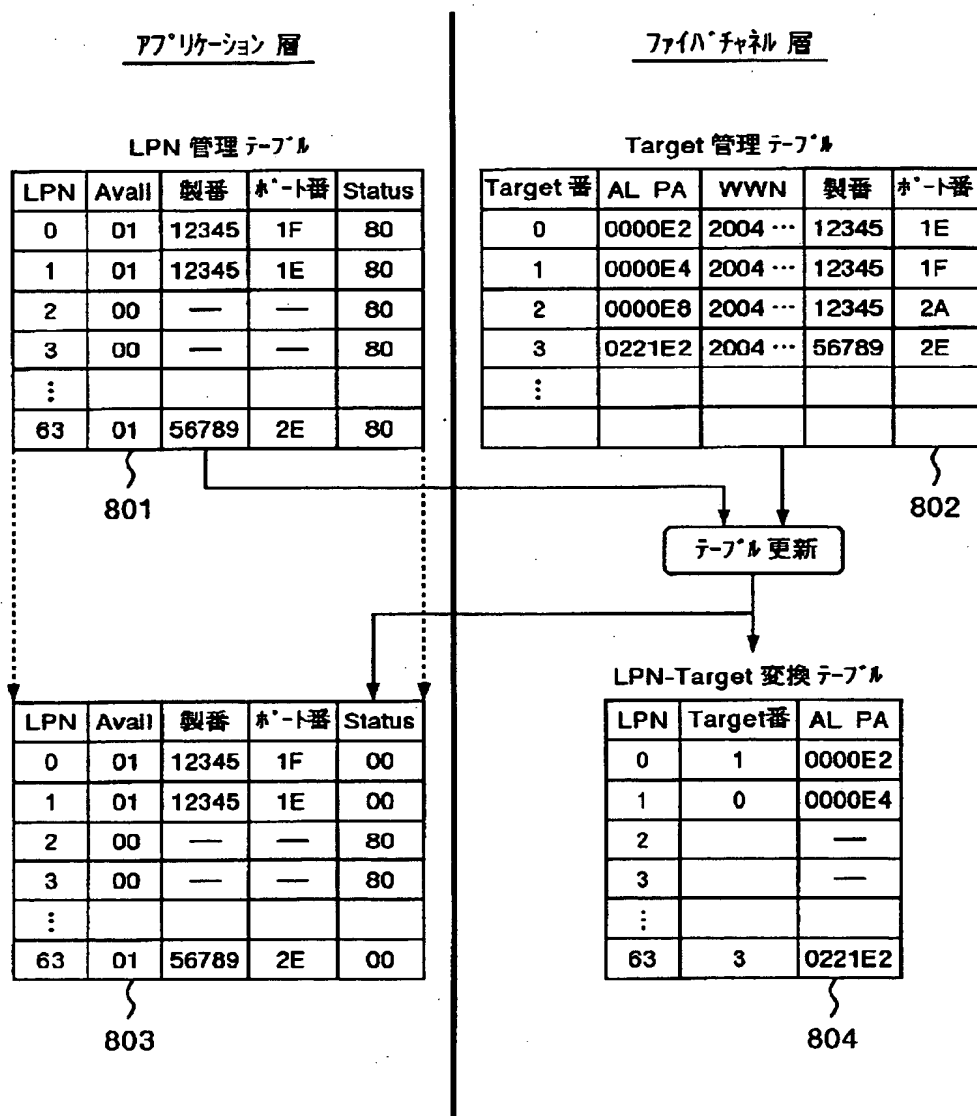 アプリケーション 層
ファイバチャネル 層
LPN 管理 テーブル
LPN Avail 製番 ポート番 Status
0 01 12345 1F 80
1 01 12345 1E 80
2 00 — — 80
3 00 — — 80
⋮
63 01 56789 2E 80
801
Target 管理 テーブル
Target 番 AL PA WWN 製番 ポート番
0 0000E2 2004 … 12345 1E
1 0000E4 2004 … 12345 1F
2 0000E8 2004 … 12345 2A
3 0221E2 2004 … 56789 2E
⋮
802
テーブル 更新
LPN Avail 製番 ポート番 Status
0 01 12345 1F 00
1 01 12345 1E 00
2 00 — — 80
3 00 — — 80
⋮
63 01 56789 2E 00
803
LPN-Target 変換 テーブル
LPN Target番 AL PA
0 1 0000E2
1 0 0000E4
2 —
3 —
⋮
63 3 0221E2
804